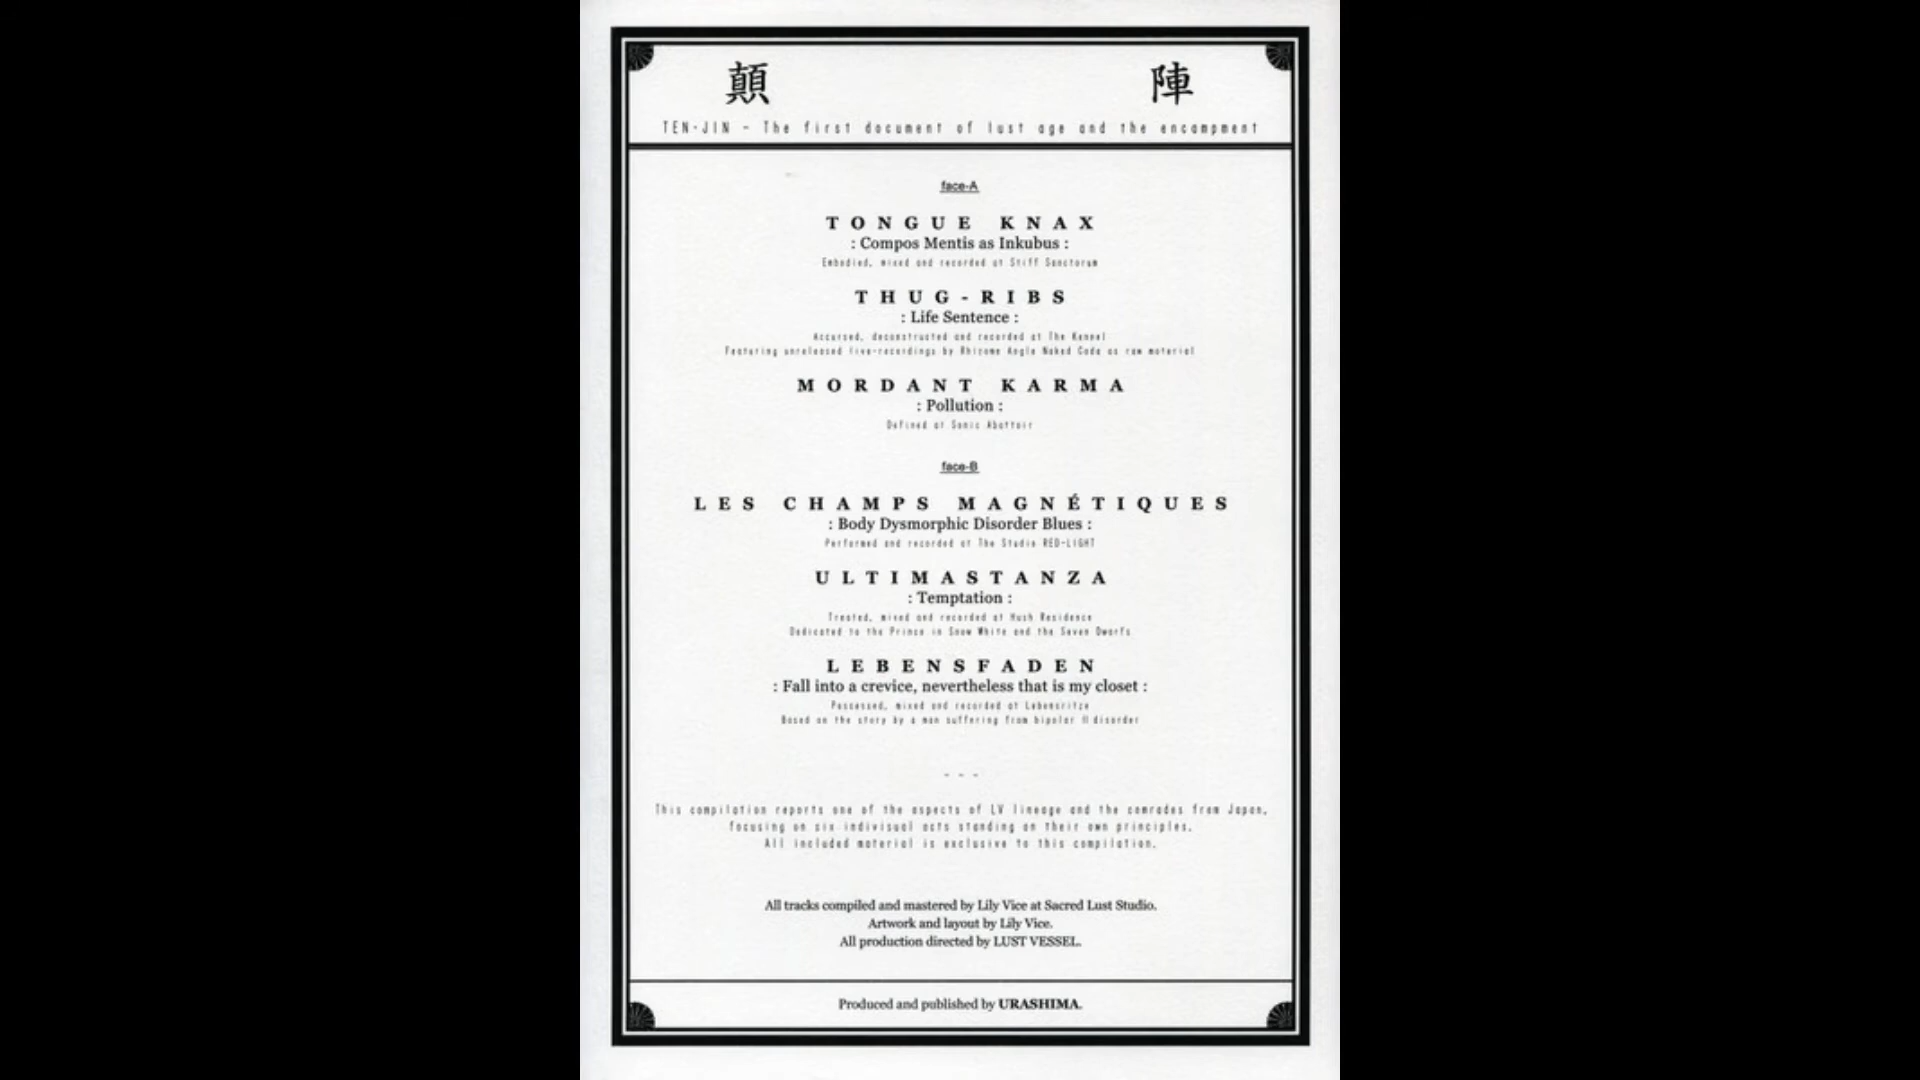 顛 陣
TEN-JIN - The first document of lust age and the encampment
face-A
TONGUE KNAX
: Compos Mentis as Inkubus :
Embodied, mixed and recorded at Stiff Sanctorum
THUG-RIBS
: Life Sentence :
Accursed, deconstructed and recorded at The Kennel
Featuring unreleased live-recordings by Rhizome Angle Naked Coda as raw material
MORDANT KARMA
: Pollution :
Defined at Sonic Abattoir
face-B
LES CHAMPS MAGNÉTIQUES
: Body Dysmorphic Disorder Blues :
Performed and recorded at The Studio RED-LIGHT
ULTIMASTANZA
: Temptation :
Treated, mixed and recorded at Hush Residence
Dedicated to the Prince in Snow White and the Seven Dwarfs
LEBENSFADEN
: Fall into a crevice, nevertheless that is my closet :
Possessed, mixed and recorded at Lebensritze
Based on the story by a man suffering from bipolar II disorder
- - -
This compilation reports one of the aspects of LV lineage and the comrades from Japan,
focusing on six indivisual acts standing on their own principles.
All included material is exclusive to this compilation.
All tracks compiled and mastered by Lily Vice at Sacred Lust Studio.
Artwork and layout by Lily Vice.
All production directed by LUST VESSEL.
Produced and published by URASHIMA.